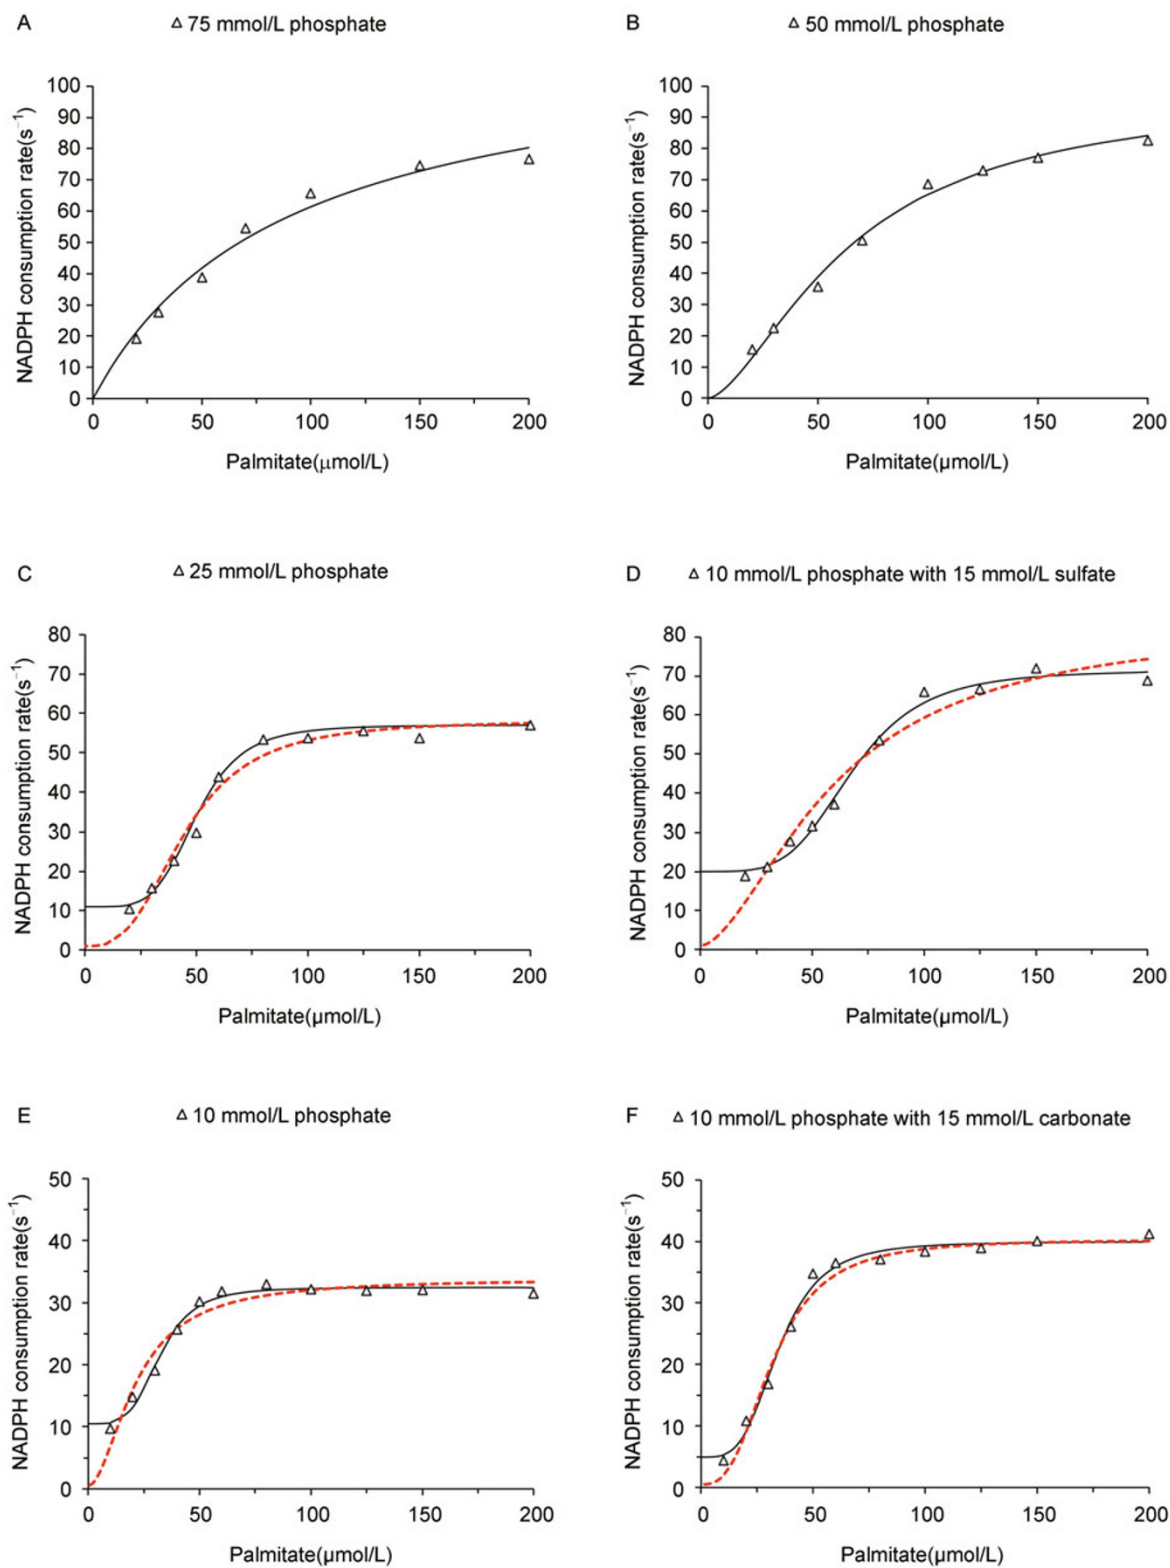 A
△ 75 mmol/L phosphate
100
90
80
70
60
50
40
30
20
10
0
NADPH consumption rate(s⁻¹)
0 50 100 150 200
Palmitate(μmol/L)
B
△ 50 mmol/L phosphate
100
90
80
70
60
50
40
30
20
10
0
NADPH consumption rate(s⁻¹)
0 50 100 150 200
Palmitate(μmol/L)
C
△ 25 mmol/L phosphate
80
70
60
50
40
30
20
10
0
NADPH consumption rate(s⁻¹)
0 50 100 150 200
Palmitate(μmol/L)
D
△ 10 mmol/L phosphate with 15 mmol/L sulfate
80
70
60
50
40
30
20
10
0
NADPH consumption rate(s⁻¹)
0 50 100 150 200
Palmitate(μmol/L)
E
△ 10 mmol/L phosphate
50
40
30
20
10
0
NADPH consumption rate(s⁻¹)
0 50 100 150 200
Palmitate(μmol/L)
F
△ 10 mmol/L phosphate with 15 mmol/L carbonate
50
40
30
20
10
0
NADPH consumption rate(s⁻¹)
0 50 100 150 200
Palmitate(μmol/L)